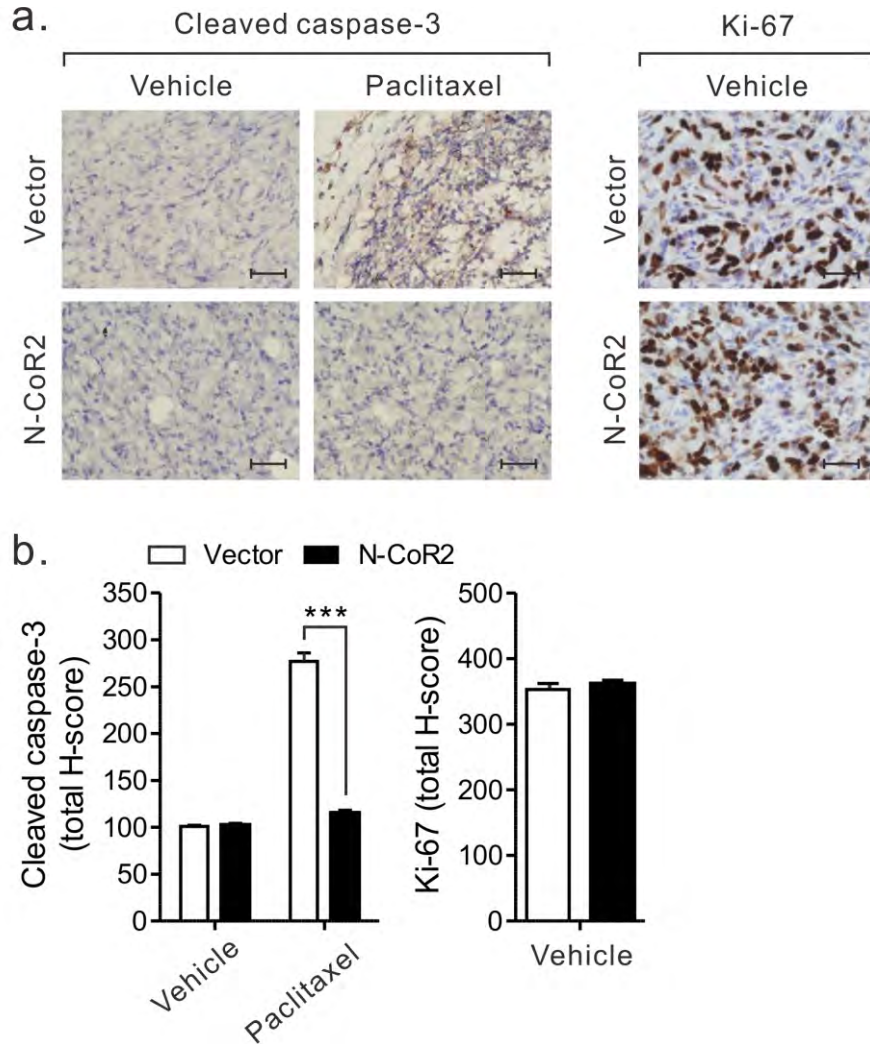 a.
Cleaved caspase-3
Ki-67
Vehicle
Paclitaxel
Vehicle
Vector
Vector
N-CoR2
N-CoR2
b.
Vector
N-CoR2
Cleaved caspase-3
(total H-score)
350
300
250
200
150
100
50
0
***
Vehicle
Paclitaxel
Ki-67 (total H-score)
500
400
300
200
100
0
Vehicle